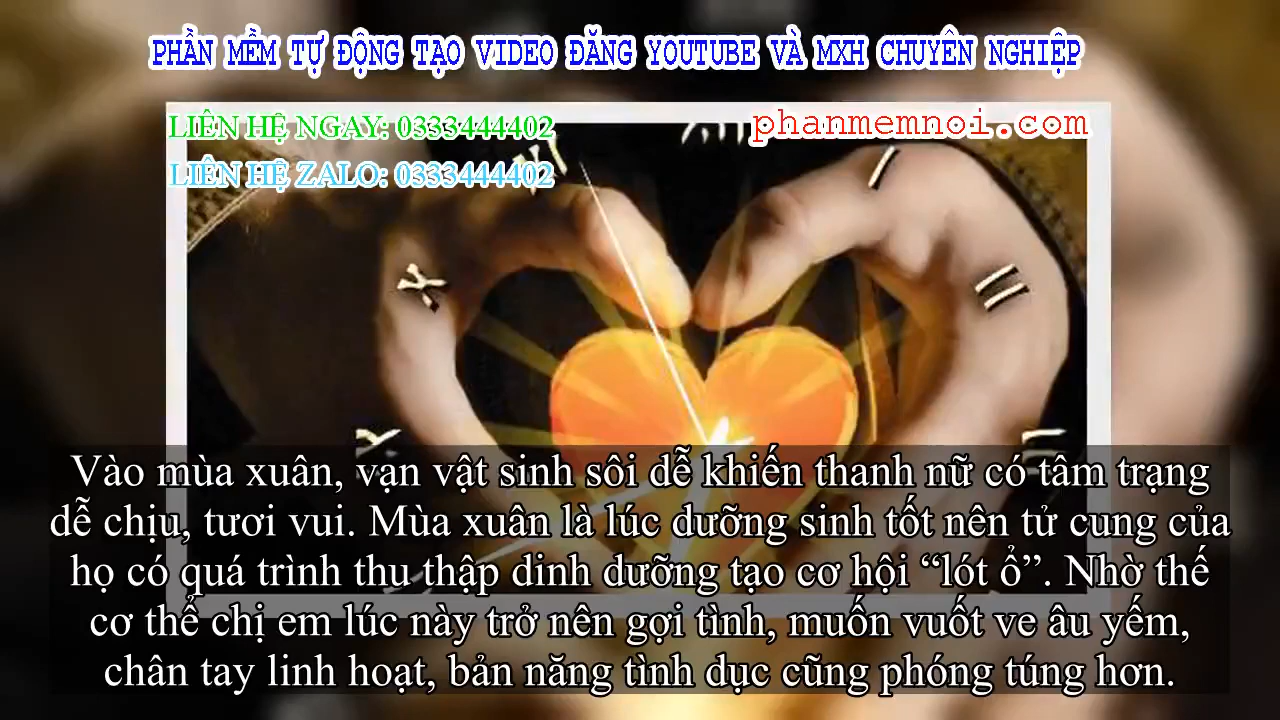 PHẦN MỀM TỰ ĐỘNG TẠO VIDEO ĐĂNG YOUTUBE VÀ MXH CHUYÊN NGHIỆP
LIÊN HỆ NGAY: 0333444402
phanmemnoi.com
LIÊN HỆ ZALO: 0333444402
I
X
II
Vào mùa xuân, vạn vật sinh sôi dễ khiến thanh nữ có tâm trạng
dễ chịu, tươi vui. Mùa xuân là lúc dưỡng sinh tốt nên tử cung của
họ có quá trình thu thập dinh dưỡng tạo cơ hội “lót ổ”. Nhờ thế
cơ thể chị em lúc này trở nên gợi tình, muốn vuốt ve âu yếm,
chân tay linh hoạt, bản năng tình dục cũng phóng túng hơn.